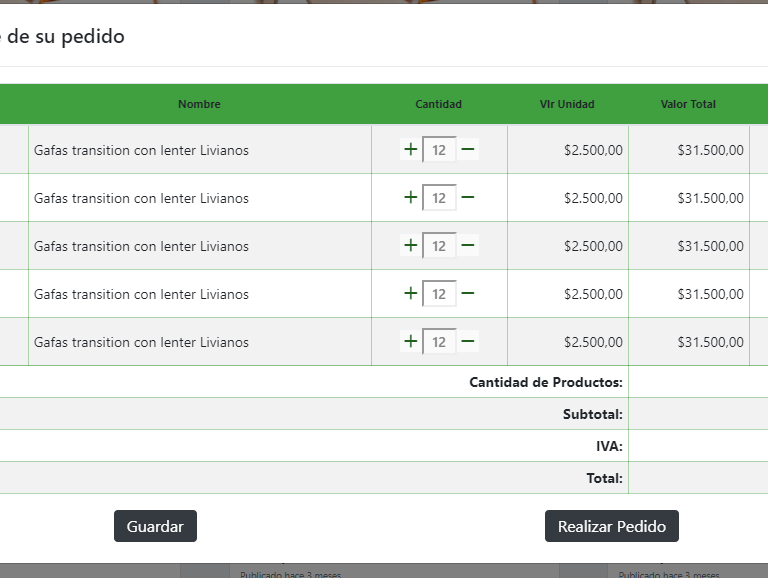 de su pedido
Nombre Cantidad Vlr Unidad Valor Total
Gafas transition con lenter Livianos + 12 − $2.500,00 $31.500,00
Gafas transition con lenter Livianos + 12 − $2.500,00 $31.500,00
Gafas transition con lenter Livianos + 12 − $2.500,00 $31.500,00
Gafas transition con lenter Livianos + 12 − $2.500,00 $31.500,00
Gafas transition con lenter Livianos + 12 − $2.500,00 $31.500,00
Cantidad de Productos:
Subtotal:
IVA:
Total:
Guardar Realizar Pedido
Publicado hace 3 meses Publicado hace 3 meses